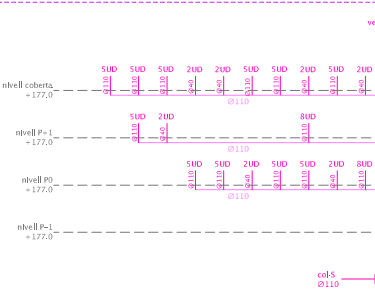 ve
5UD 5UD 5UD 2UD 2UD 5UD 5UD 2UD 5UD 2UD
nivell coberta
+177.0
Ø110 Ø110 Ø110 Ø40 Ø40 Ø110 Ø110 Ø40 Ø110 Ø40
Ø110
5UD 2UD 8UD
nivell P+1
+177.0
Ø110 Ø40 Ø110
Ø110
5UD 5UD 2UD 5UD 5UD 2UD 8UD
nivell P0
+177.0
Ø110 Ø110 Ø40 Ø110 Ø110 Ø40 Ø110
Ø110
nivell P-1
+177.0
col·S
Ø110